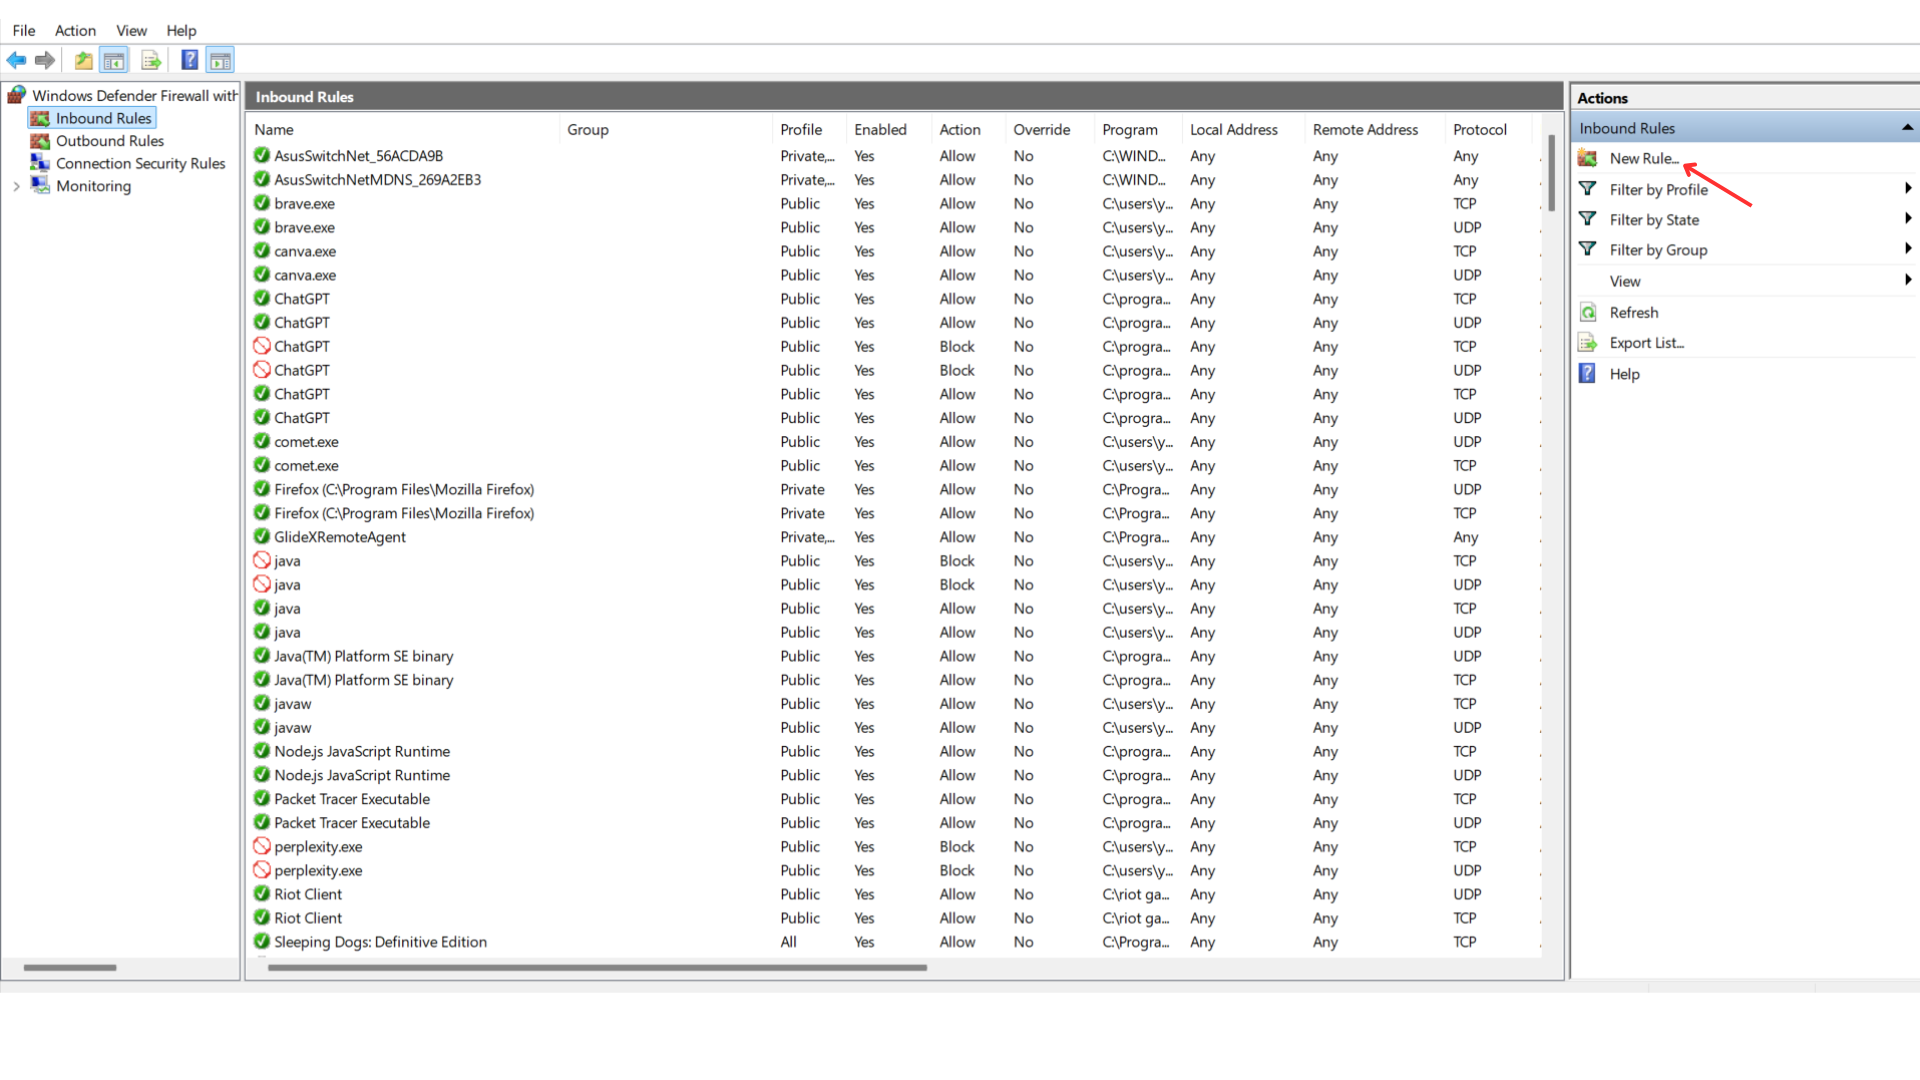 File Action View Help
Windows Defender Firewall with
Inbound Rules
Outbound Rules
Connection Security Rules
Monitoring
Inbound Rules
Name Group Profile Enabled Action Override Program Local Address Remote Address Protocol
AsusSwitchNet_56ACDA9B Private,... Yes Allow No C:\WIND... Any Any Any
AsusSwitchNetMDNS_269A2EB3 Private,... Yes Allow No C:\WIND... Any Any Any
brave.exe Public Yes Allow No C:\users\y... Any Any TCP
brave.exe Public Yes Allow No C:\users\y... Any Any UDP
canva.exe Public Yes Allow No C:\users\y... Any Any TCP
canva.exe Public Yes Allow No C:\users\y... Any Any UDP
ChatGPT Public Yes Allow No C:\progra... Any Any TCP
ChatGPT Public Yes Allow No C:\progra... Any Any UDP
ChatGPT Public Yes Block No C:\progra... Any Any TCP
ChatGPT Public Yes Block No C:\progra... Any Any UDP
ChatGPT Public Yes Allow No C:\progra... Any Any TCP
ChatGPT Public Yes Allow No C:\progra... Any Any UDP
comet.exe Public Yes Allow No C:\users\y... Any Any UDP
comet.exe Public Yes Allow No C:\users\y... Any Any TCP
Firefox (C:\Program Files\Mozilla Firefox) Private Yes Allow No C:\Progra... Any Any UDP
Firefox (C:\Program Files\Mozilla Firefox) Private Yes Allow No C:\Progra... Any Any TCP
GlideXRemoteAgent Private,... Yes Allow No C:\Progra... Any Any Any
java Public Yes Block No C:\users\y... Any Any TCP
java Public Yes Block No C:\users\y... Any Any UDP
java Public Yes Allow No C:\users\y... Any Any TCP
java Public Yes Allow No C:\users\y... Any Any UDP
Java(TM) Platform SE binary Public Yes Allow No C:\progra... Any Any UDP
Java(TM) Platform SE binary Public Yes Allow No C:\progra... Any Any TCP
javaw Public Yes Allow No C:\users\y... Any Any TCP
javaw Public Yes Allow No C:\users\y... Any Any UDP
Node.js JavaScript Runtime Public Yes Allow No C:\progra... Any Any TCP
Node.js JavaScript Runtime Public Yes Allow No C:\progra... Any Any UDP
Packet Tracer Executable Public Yes Allow No C:\progra... Any Any TCP
Packet Tracer Executable Public Yes Allow No C:\progra... Any Any UDP
perplexity.exe Public Yes Block No C:\users\y... Any Any TCP
perplexity.exe Public Yes Block No C:\users\y... Any Any UDP
Riot Client Public Yes Allow No C:\riot ga... Any Any UDP
Riot Client Public Yes Allow No C:\riot ga... Any Any TCP
Sleeping Dogs: Definitive Edition All Yes Allow No C:\Progra... Any Any TCP
Actions
Inbound Rules
New Rule...
Filter by Profile
Filter by State
Filter by Group
View
Refresh
Export List...
Help